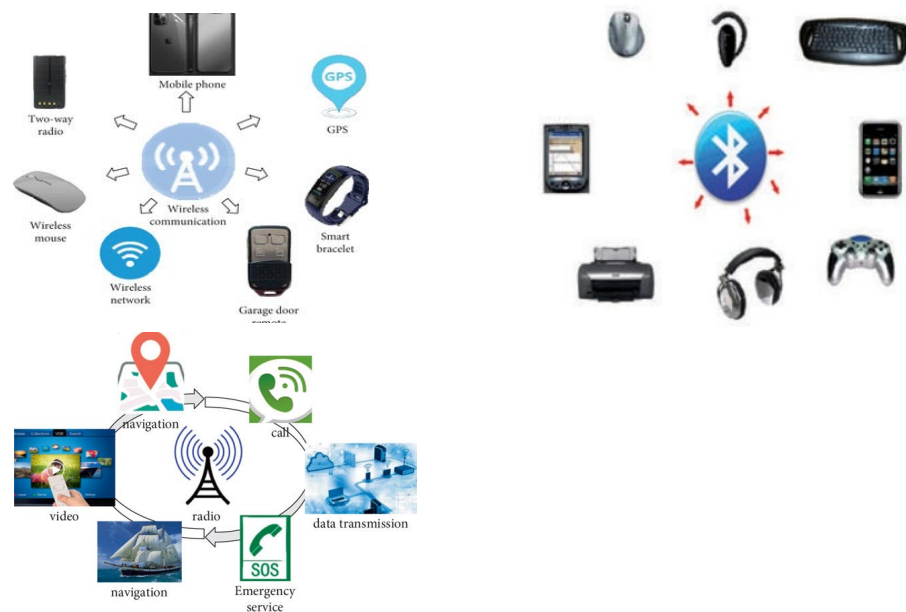 Mobile phone
GPS
GPS
Two-way
radio
Wireless
communication
Wireless
mouse
Smart
bracelet
Wireless
network
Garage door
remote
navigation
call
video
radio
data transmission
navigation
SOS
Emergency
service